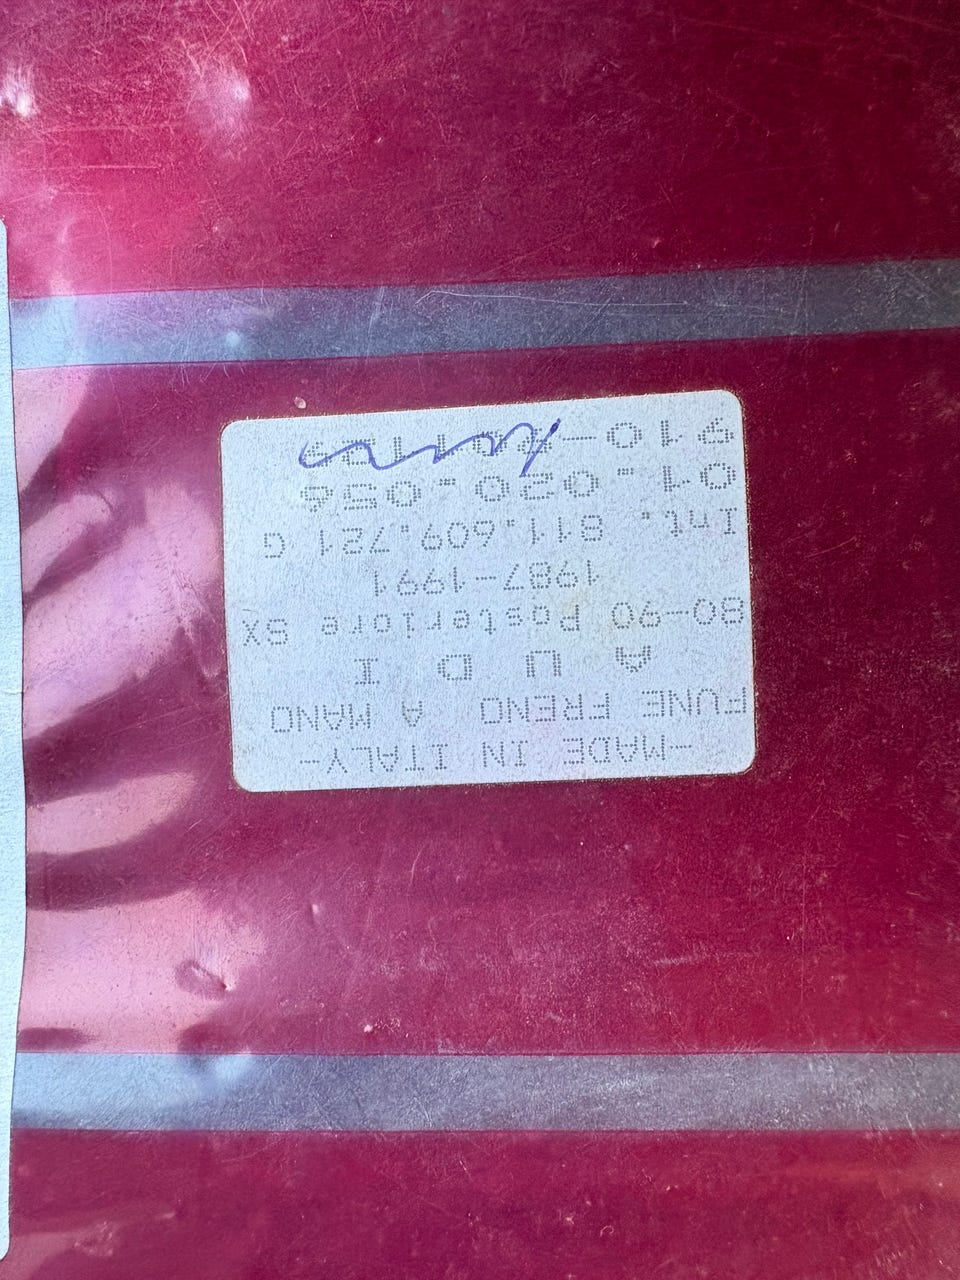 -MADE IN ITALY-
FUNE FRENO A MANO
A U D I
80-90 Posteriore SX
1987-1991
Int. 811.609.721 G
01.020.056